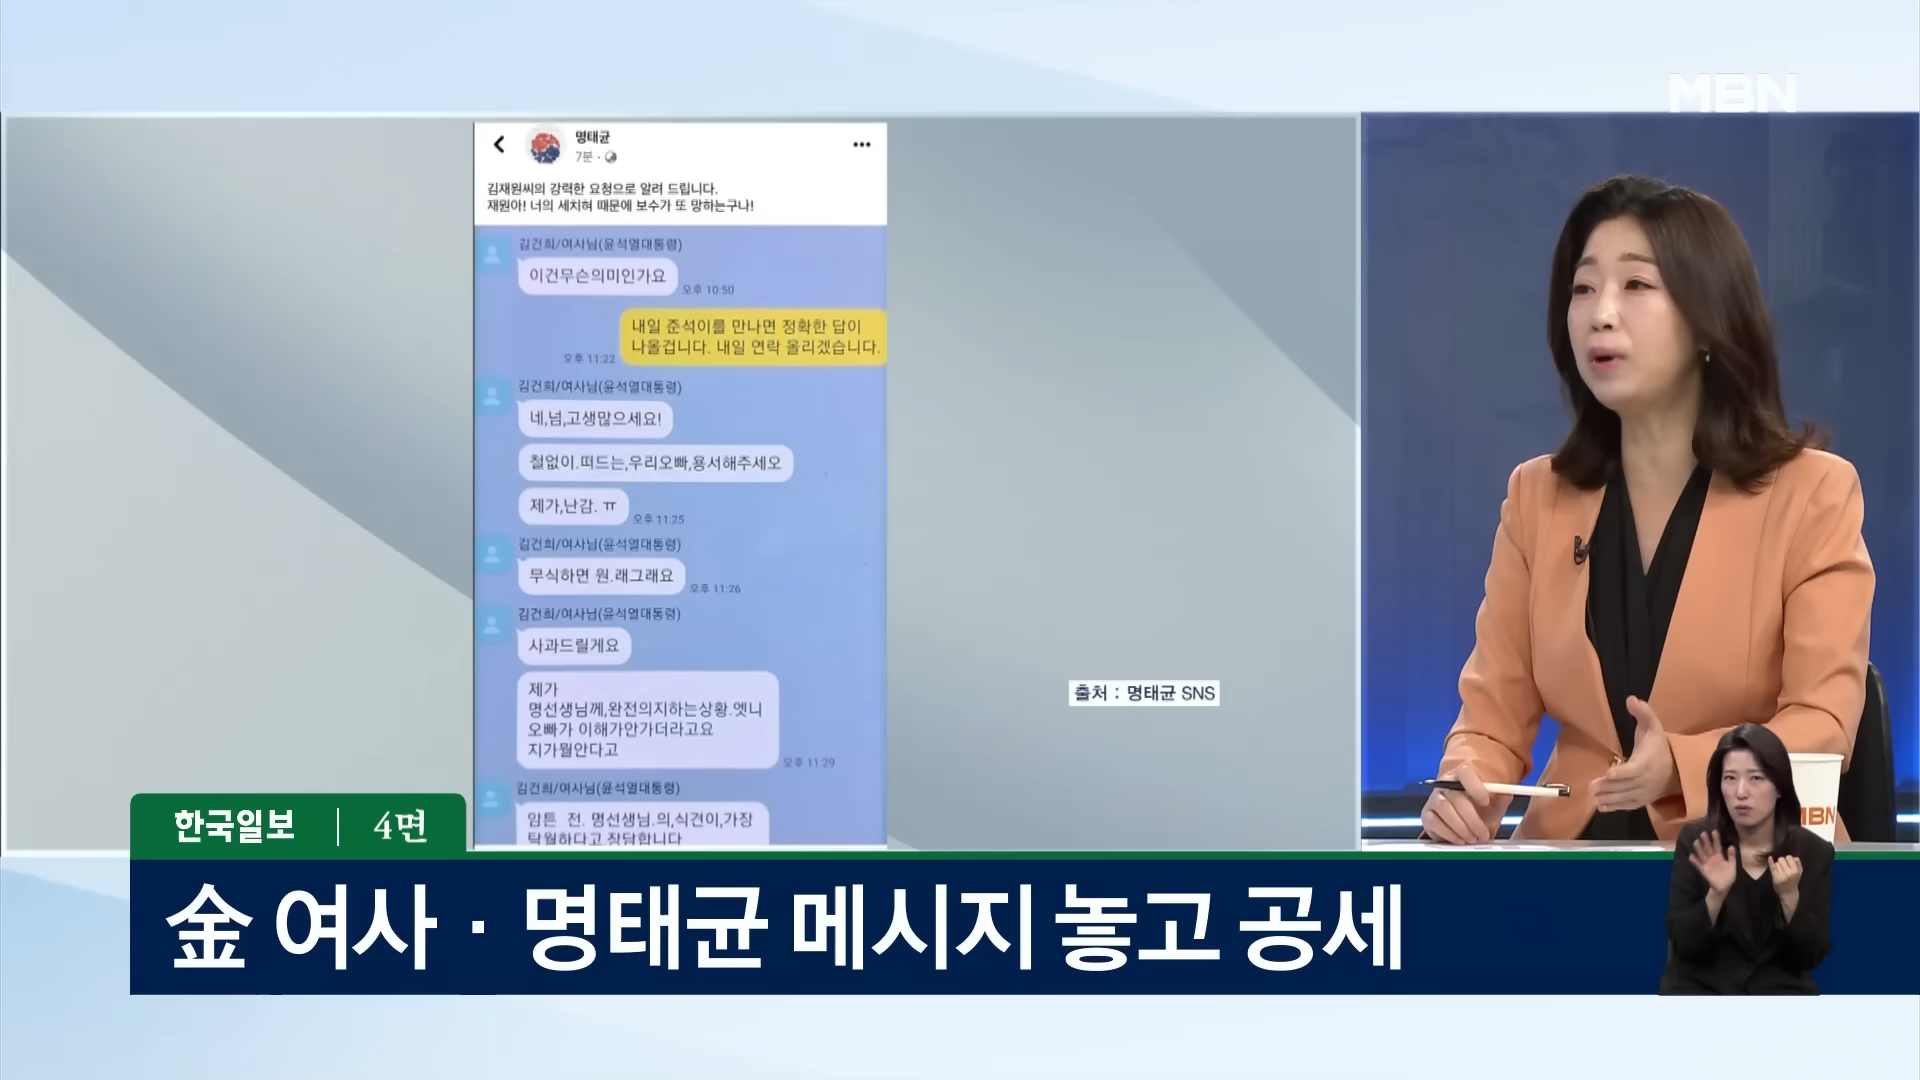 MBN
명태균
7분 ·
김재원씨의 강력한 요청으로 알려 드립니다.
재원아! 너의 세치혀 때문에 보수가 또 망하는구나!
김건희/여사님(윤석열대통령)
이건무슨의미인가요
오후 10:50
내일 준석이를 만나면 정확한 답이
나올겁니다. 내일 연락 올리겠습니다.
오후 11:22
김건희/여사님(윤석열대통령)
네,넘,고생많으세요!
철없이.떠드는,우리오빠,용서해주세오
제가,난감. ㅠ
오후 11:25
김건희/여사님(윤석열대통령)
무식하면 원.래그래요
오후 11:26
김건희/여사님(윤석열대통령)
사과드릴게요
제가
명선생님께,완전의지하는상황.엣니
오빠가 이해가안가더라고요
지가뭘안다고
오후 11:29
김건희/여사님(윤석열대통령)
암튼 전. 명선생님.의,식견이,가장
탁월하다고 장담합니다
출처 : 명태균 SNS
MBN
한국일보 | 4면
金 여사 · 명태균 메시지 놓고 공세